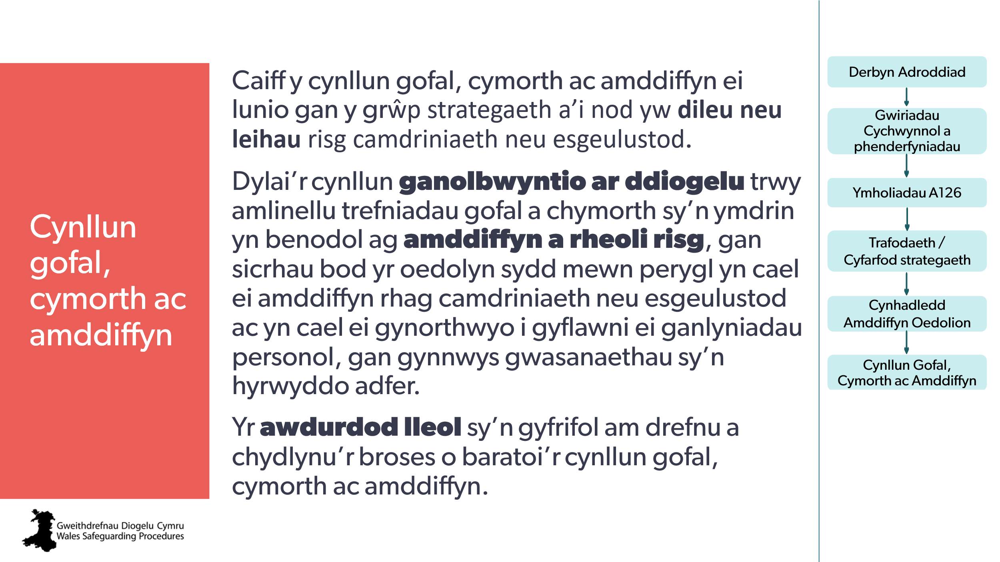 Cynllun
gofal,
cymorth ac
amddiffyn
Caiff y cynllun gofal, cymorth ac amddiffyn ei
lunio gan y grŵp strategaeth a’i nod yw dileu neu
leihau risg camdriniaeth neu esgeulustod.
Dylai’r cynllun ganolbwyntio ar ddiogelu trwy
amlinellu trefniadau gofal a chymorth sy’n ymdrin
yn benodol ag amddiffyn a rheoli risg, gan
sicrhau bod yr oedolyn sydd mewn perygl yn cael
ei amddiffyn rhag camdriniaeth neu esgeulustod
ac yn cael ei gynorthwyo i gyflawni ei ganlyniadau
personol, gan gynnwys gwasanaethau sy’n
hyrwyddo adfer.
Yr awdurdod lleol sy’n gyfrifol am drefnu a
chydlynu’r broses o baratoi’r cynllun gofal,
cymorth ac amddiffyn.
Derbyn Adroddiad
Gwiriadau
Cychwynnol a
phenderfyniadau
Ymholiadau A126
Trafodaeth /
Cyfarfod strategaeth
Cynhadledd
Amddiffyn Oedolion
Cynllun Gofal,
Cymorth ac Amddiffyn
Gweithdrefnau Diogelu Cymru
Wales Safeguarding Procedures